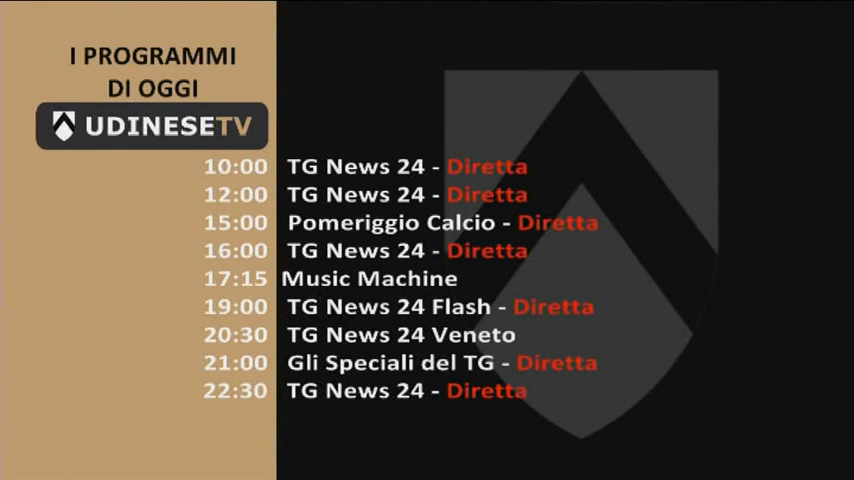 I PROGRAMMI
DI OGGI
UDINESETV
10:00 TG News 24 - Diretta
12:00 TG News 24 - Diretta
15:00 Pomeriggio Calcio - Diretta
16:00 TG News 24 - Diretta
17:15 Music Machine
19:00 TG News 24 Flash - Diretta
20:30 TG News 24 Veneto
21:00 Gli Speciali del TG - Diretta
22:30 TG News 24 - Diretta